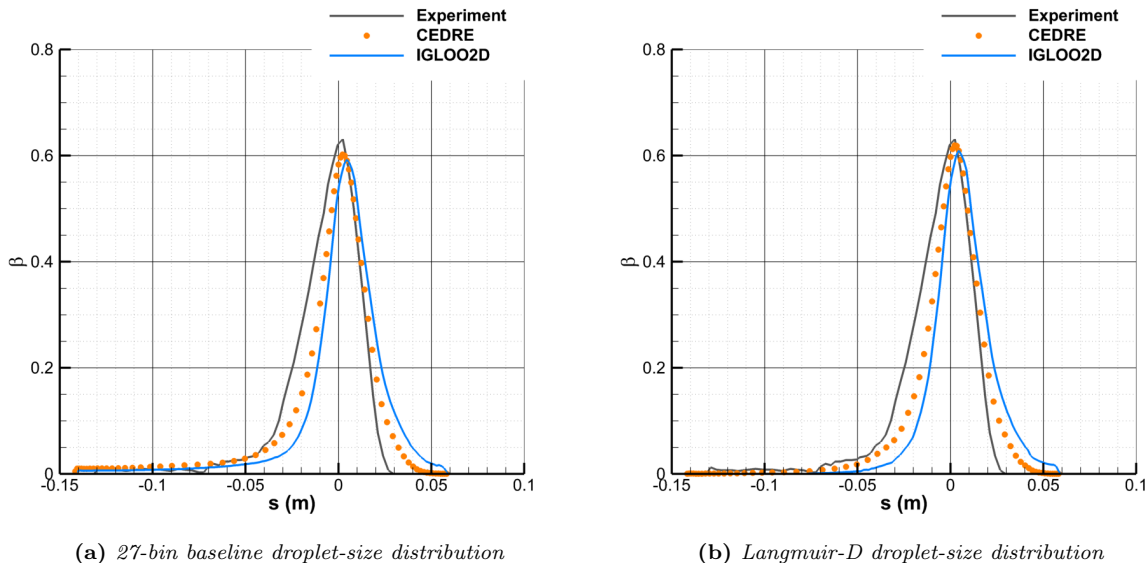 Experiment
CEDRE
IGLOO2D
0.8
0.6
0.4
0.2
0
β
-0.15
-0.1
-0.05
0
0.05
0.1
s (m)
(a) 27-bin baseline droplet-size distribution
Experiment
CEDRE
IGLOO2D
0.8
0.6
0.4
0.2
0
β
-0.15
-0.1
-0.05
0
0.05
0.1
s (m)
(b) Langmuir-D droplet-size distribution